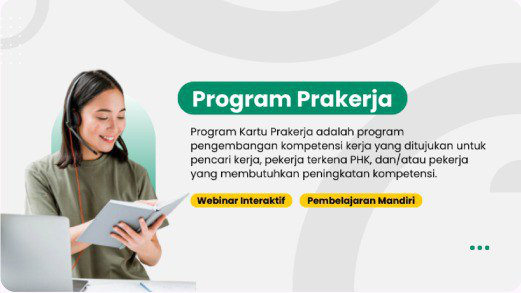 Program Prakerja
Program Kartu Prakerja adalah program
pengembangan kompetensi kerja yang ditujukan untuk
pencari kerja, pekerja terkena PHK, dan/atau pekerja
yang membutuhkan peningkatan kompetensi.
Webinar Interaktif
Pembelajaran Mandiri